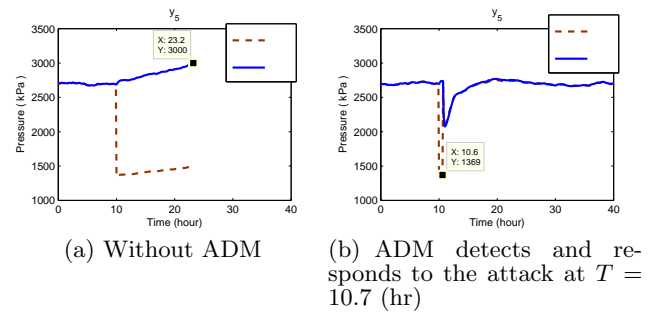 y5
Pressure ( kPa)
3500
3000
2500
2000
1500
1000
X: 23.2
Y: 3000
0
10
20
30
40
Time (hour)
(a) Without ADM
y5
Pressure ( kPa)
3500
3000
2500
2000
1500
1000
X: 10.6
Y: 1369
0
10
20
30
40
Time (hour)
(b) ADM detects and re-
sponds to the attack at T =
10.7 (hr)